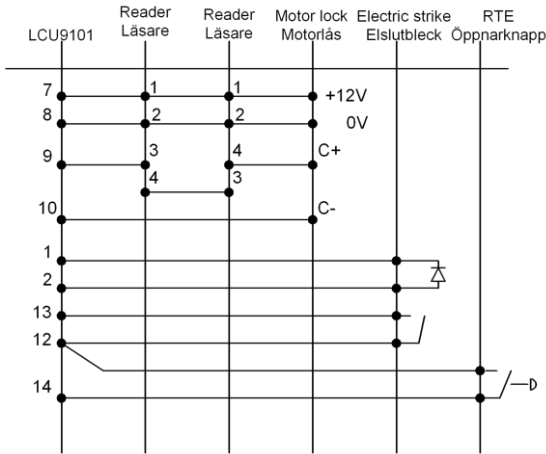 LCU9101
Reader
Läsare
Reader
Läsare
Motor lock
Motorlås
Electric strike
Elslutbleck
RTE
Öppnarknapp
7 1 1 +12V
8 2 2 0V
9 3 4 C+
4 3
10 C-
1
2
13
12
14 D